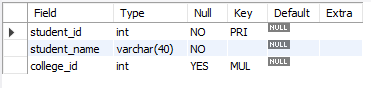 Field Type Null Key Default Extra
student_id int NO PRI NULL
student_name varchar(40) NO NULL
college_id int YES MUL NULL